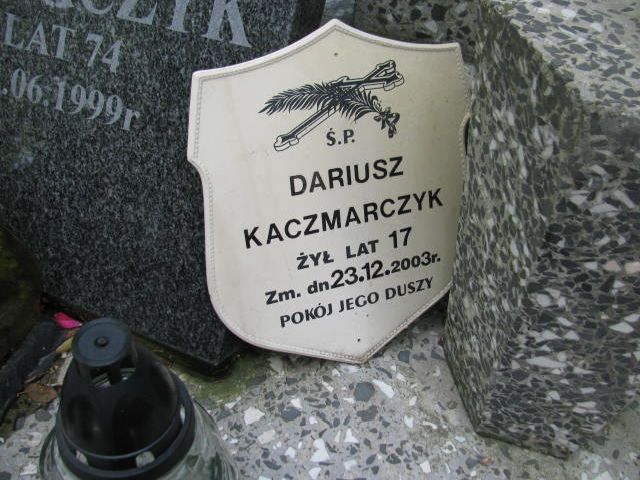 LAT 74
.06.1999r
Ś.P.
DARIUSZ
KACZMARCZYK
ŻYŁ LAT 17
Zm. dn 23.12.2003r.
POKÓJ JEGO DUSZY